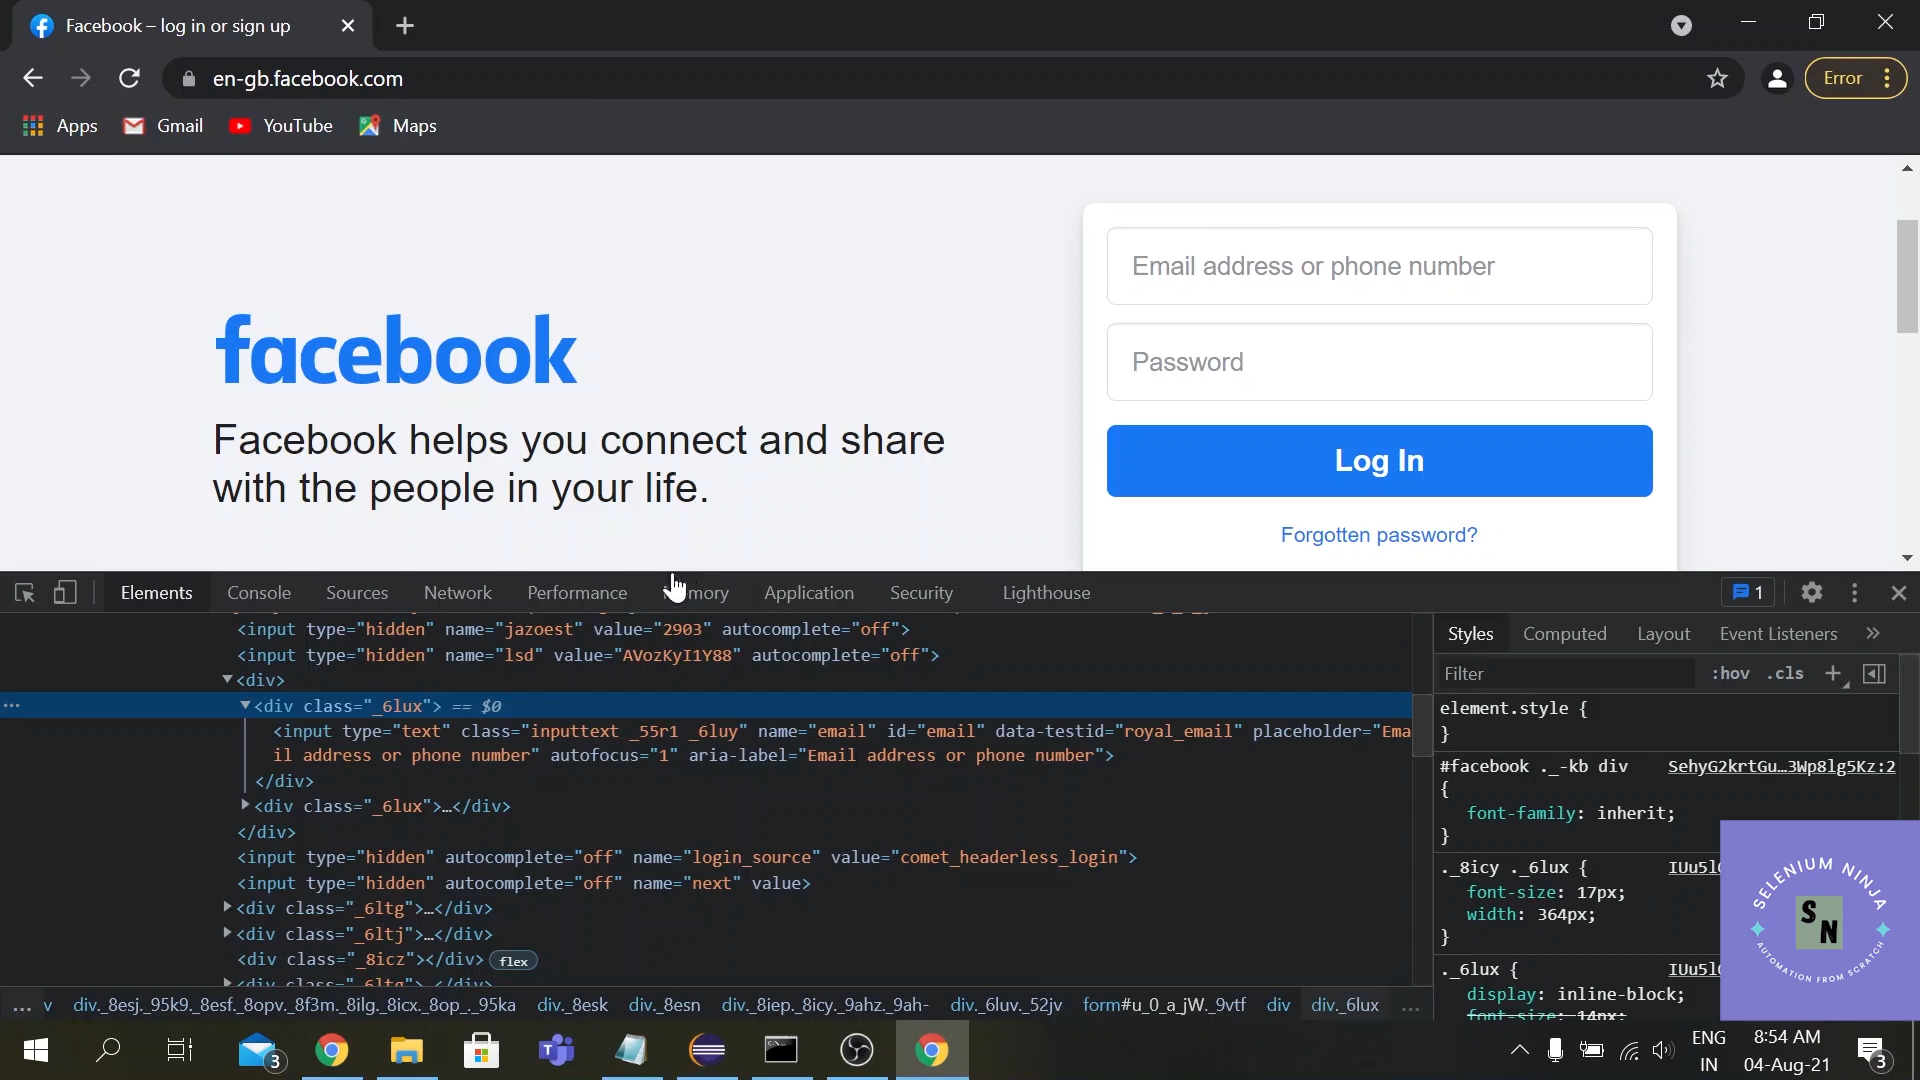 Facebook – log in or sign up
en-gb.facebook.com
Error
Apps
Gmail
YouTube
Maps
facebook
Facebook helps you connect and share
with the people in your life.
Email address or phone number
Password
Log In
Forgotten password?
Elements
Console
Sources
Network
Performance
mory
Application
Security
Lighthouse
1
<input type="hidden" name="jazoest" value="2903" autocomplete="off">
<input type="hidden" name="lsd" value="AVozKyI1Y88" autocomplete="off">
<div>
<div class="_6lux"> == $0
<input type="text" class="inputtext _55r1 _6luy" name="email" id="email" data-testid="royal_email" placeholder="Ema
il address or phone number" autofocus="1" aria-label="Email address or phone number">
</div>
<div class="_6lux">…</div>
</div>
<input type="hidden" autocomplete="off" name="login_source" value="comet_headerless_login">
<input type="hidden" autocomplete="off" name="next" value>
<div class="_6ltg">…</div>
<div class="_6ltj">…</div>
<div class="_8icz"></div> flex
<div class="_6ltg"> </div>
... v div._8esj._95k9._8esf._8opv._8f3m._8ilg._8icx._8op_._95ka div._8esk div._8esn div._8iep._8icy._9ahz._9ah- div._6luv._52jv form#u_0_a_jW._9vtf div div._6lux ...
Styles
Computed
Layout
Event Listeners
Filter
:hov .cls
element.style {
}
#facebook ._-kb div SehyG2krtGu…3Wp8lg5Kz:2
{
font-family: inherit;
}
._8icy ._6lux { IUu5l
font-size: 17px;
width: 364px;
}
._6lux { IUu5l
display: inline-block;
font-size: 14px;
SELENIUM NINJA
S
N
AUTOMATION FROM SCRATCH
3
ENG
IN
8:54 AM
04-Aug-21
3